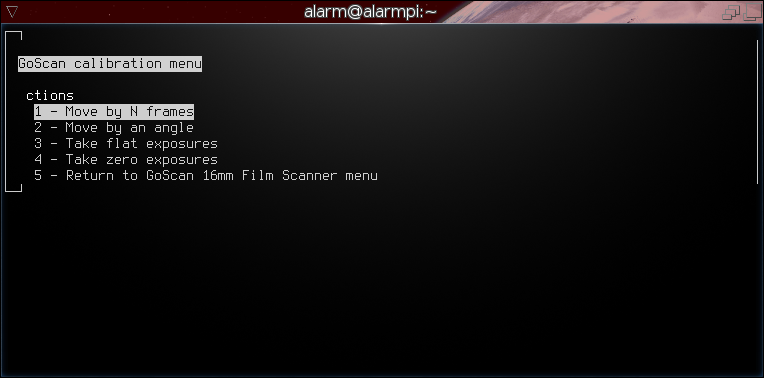 alarm@alarmpi:~
GoScan calibration menu
ctions
1 - Move by N frames
2 - Move by an angle
3 - Take flat exposures
4 - Take zero exposures
5 - Return to GoScan 16mm Film Scanner menu